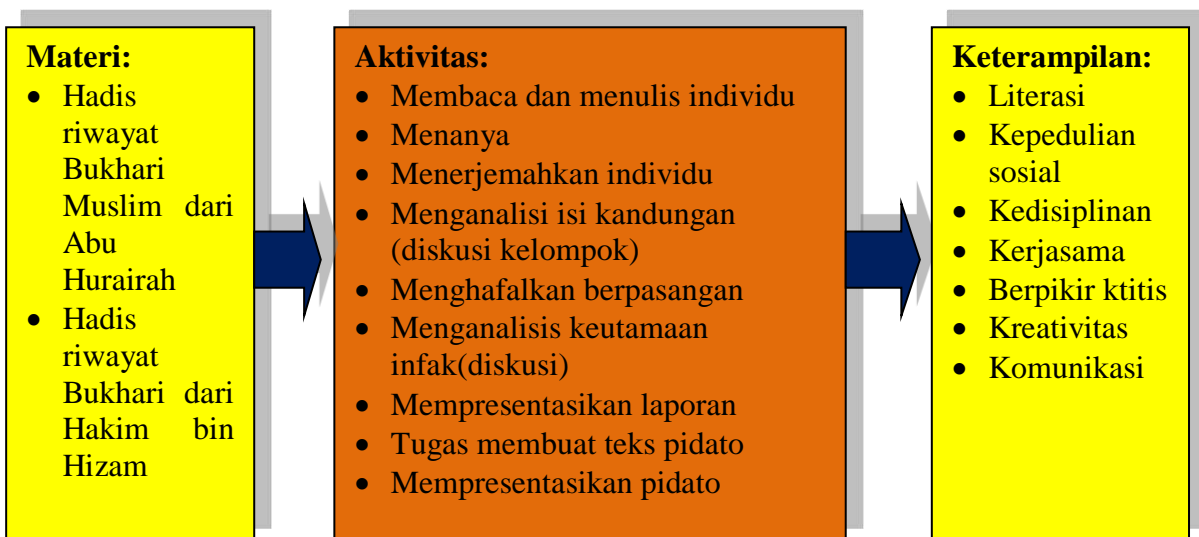 Materi:
• Hadis
riwayat
Bukhari
Muslim dari
Abu
Hurairah
• Hadis
riwayat
Bukhari dari
Hakim bin
Hizam
Aktivitas:
• Membaca dan menulis individu
• Menanya
• Menerjemahkan individu
• Menganalisi isi kandungan
(diskusi kelompok)
• Menghafalkan berpasangan
• Menganalisis keutamaan
infak(diskusi)
• Mempresentasikan laporan
• Tugas membuat teks pidato
• Mempresentasikan pidato
Keterampilan:
• Literasi
• Kepedulian
sosial
• Kedisiplinan
• Kerjasama
• Berpikir ktitis
• Kreativitas
• Komunikasi